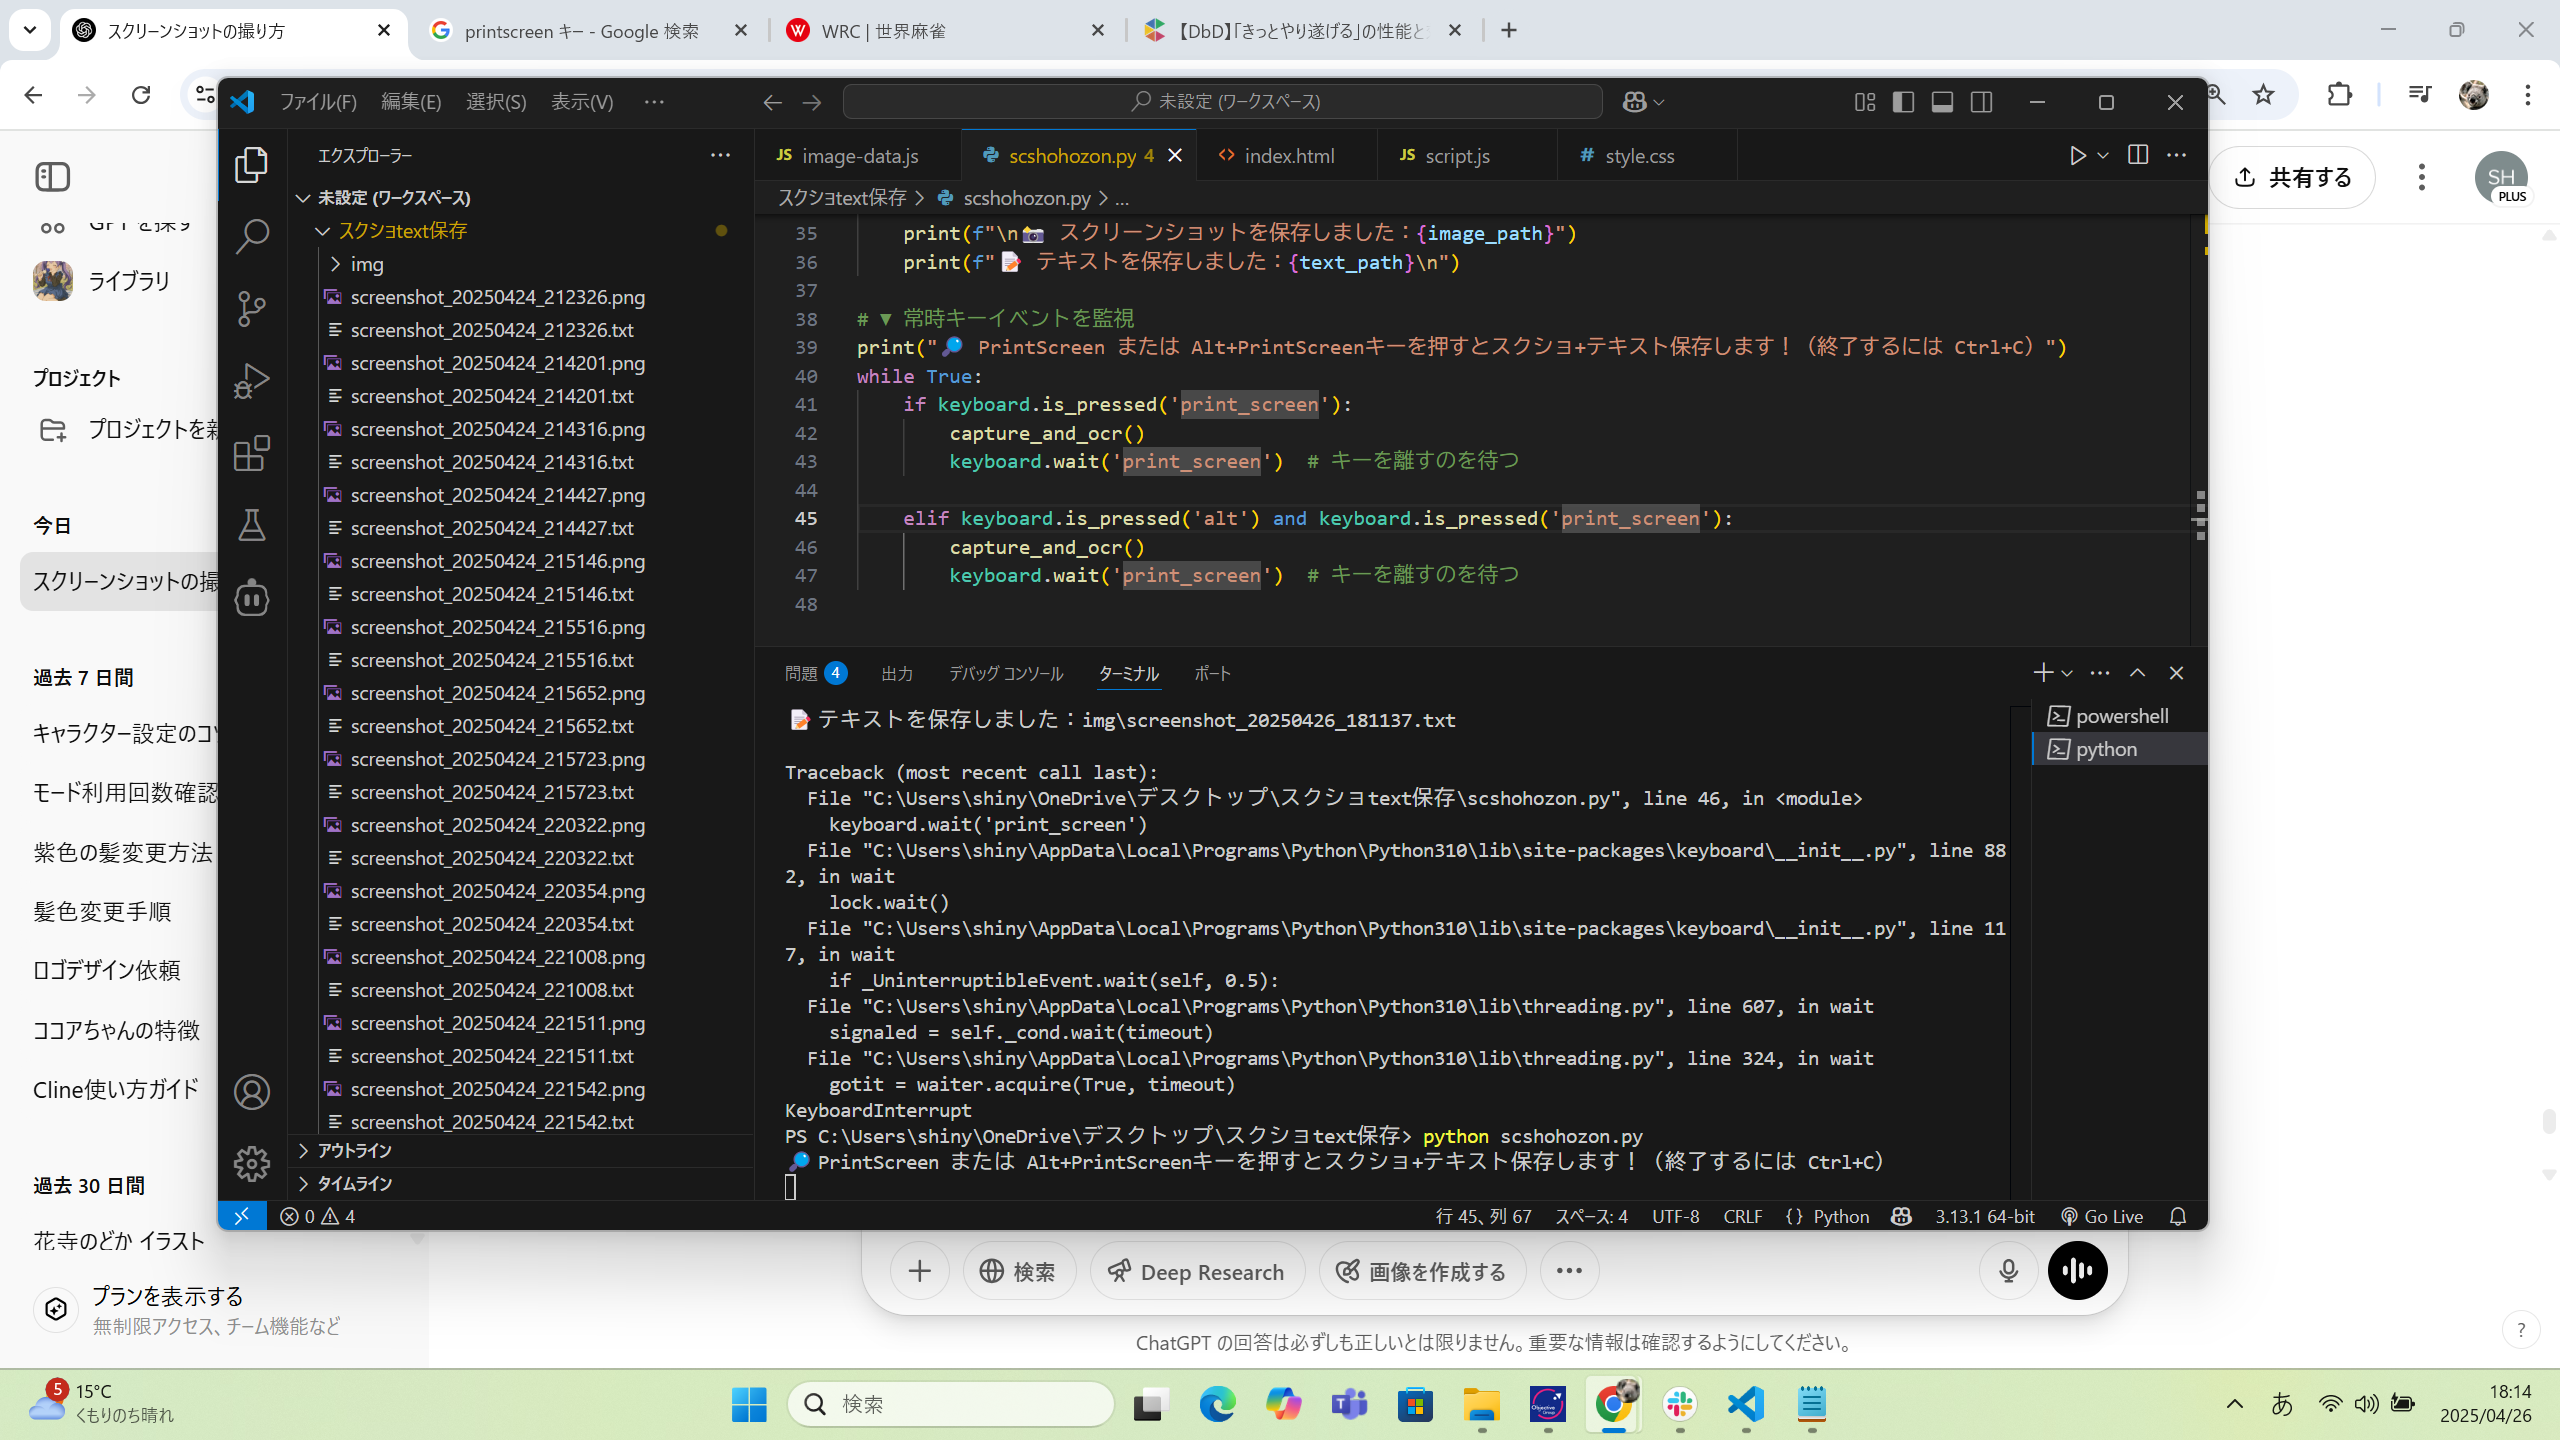 スクリーンショットの撮り方
printscreen キー - Google 検索
WRC | 世界麻雀
【DbD】「きっとやり遂げる」の性能と
ファイル(F) 編集(E) 選択(S) 表示(V) …
未設定 (ワークスペース)
エクスプローラー
JS image-data.js
scshohozon.py 4
index.html
JS script.js
# style.css
共有する
SH
PLUS
GPT を探す
ライブラリ
プロジェクト
プロジェクトを新
今日
スクリーンショットの撮
過去 7 日間
キャラクター設定のコツ
モード利用回数確認
紫色の髪変更方法
髪色変更手順
ロゴデザイン依頼
ココアちゃんの特徴
Cline使い方ガイド
過去 30 日間
花寺のどか イラスト
プランを表示する
無制限アクセス、チーム機能など
未設定 (ワークスペース)
スクショtext保存
img
screenshot_20250424_212326.png
screenshot_20250424_212326.txt
screenshot_20250424_214201.png
screenshot_20250424_214201.txt
screenshot_20250424_214316.png
screenshot_20250424_214316.txt
screenshot_20250424_214427.png
screenshot_20250424_214427.txt
screenshot_20250424_215146.png
screenshot_20250424_215146.txt
screenshot_20250424_215516.png
screenshot_20250424_215516.txt
screenshot_20250424_215652.png
screenshot_20250424_215652.txt
screenshot_20250424_215723.png
screenshot_20250424_215723.txt
screenshot_20250424_220322.png
screenshot_20250424_220322.txt
screenshot_20250424_220354.png
screenshot_20250424_220354.txt
screenshot_20250424_221008.png
screenshot_20250424_221008.txt
screenshot_20250424_221511.png
screenshot_20250424_221511.txt
screenshot_20250424_221542.png
screenshot_20250424_221542.txt
アウトライン
タイムライン
スクショtext保存 > scshohozon.py > ...
35 print(f"\n📷 スクリーンショットを保存しました：{image_path}")
36 print(f"📝 テキストを保存しました：{text_path}\n")
37
38 # ▼ 常時キーイベントを監視
39 print("🔎 PrintScreen または Alt+PrintScreenキーを押すとスクショ+テキスト保存します！（終了するには Ctrl+C）")
40 while True:
41 if keyboard.is_pressed('print_screen'):
42 capture_and_ocr()
43 keyboard.wait('print_screen') # キーを離すのを待つ
44
45 elif keyboard.is_pressed('alt') and keyboard.is_pressed('print_screen'):
46 capture_and_ocr()
47 keyboard.wait('print_screen') # キーを離すのを待つ
48
問題 4 出力 デバッグ コンソール ターミナル ポート
powershell
python
📝 テキストを保存しました：img\screenshot_20250426_181137.txt
Traceback (most recent call last):
File "C:\Users\shiny\OneDrive\デスクトップ\スクショtext保存\scshohozon.py", line 46, in <module>
keyboard.wait('print_screen')
File "C:\Users\shiny\AppData\Local\Programs\Python\Python310\lib\site-packages\keyboard\__init__.py", line 88
2, in wait
lock.wait()
File "C:\Users\shiny\AppData\Local\Programs\Python\Python310\lib\site-packages\keyboard\__init__.py", line 11
7, in wait
if _UninterruptibleEvent.wait(self, 0.5):
File "C:\Users\shiny\AppData\Local\Programs\Python\Python310\lib\threading.py", line 607, in wait
signaled = self._cond.wait(timeout)
File "C:\Users\shiny\AppData\Local\Programs\Python\Python310\lib\threading.py", line 324, in wait
gotit = waiter.acquire(True, timeout)
KeyboardInterrupt
PS C:\Users\shiny\OneDrive\デスクトップ\スクショtext保存> python scshohozon.py
🔎 PrintScreen または Alt+PrintScreenキーを押すとスクショ+テキスト保存します！（終了するには Ctrl+C）
0 4
行 45、列 67 スペース: 4 UTF-8 CRLF {} Python 3.13.1 64-bit Go Live
検索
Deep Research
画像を作成する
ChatGPT の回答は必ずしも正しいとは限りません。重要な情報は確認するようにしてください。
?
5
15°C
くもりのち晴れ
検索
Objective Group
あ
18:14
2025/04/26